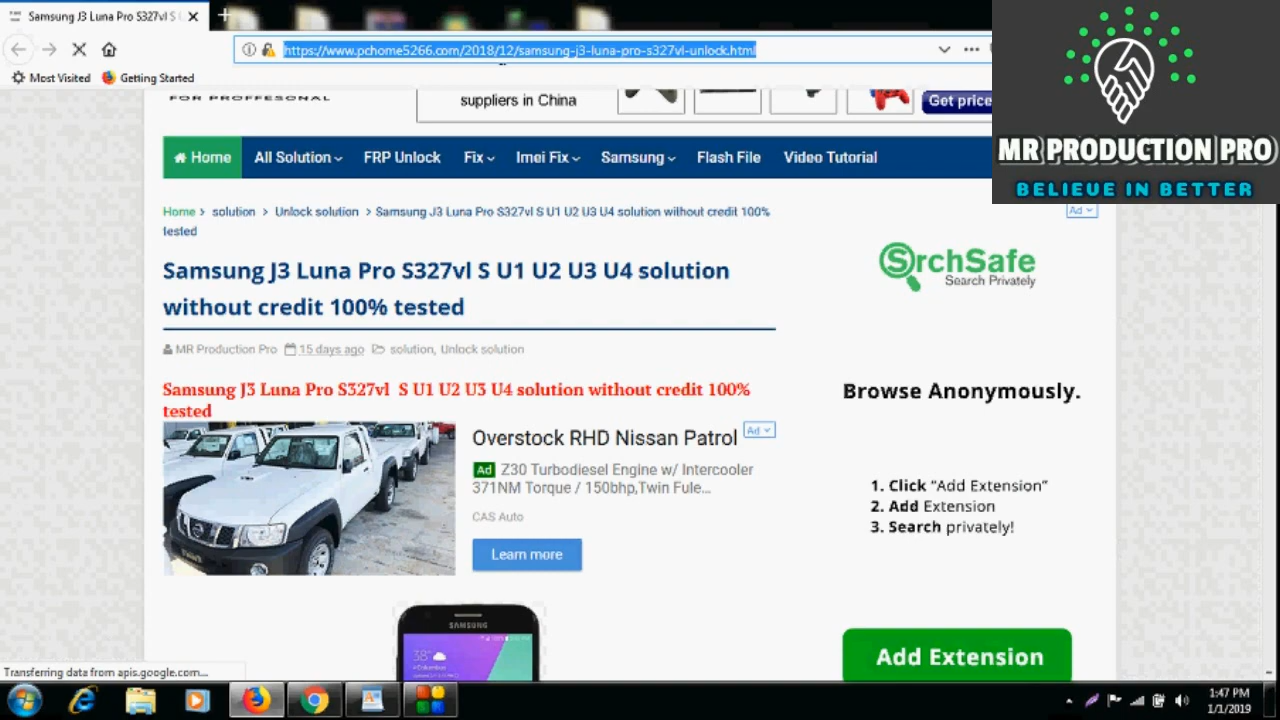 Samsung J3 Luna Pro S327vl S U
https://www.pchome5266.com/2018/12/samsung-j3-luna-pro-s327vl-unlock.html
Most Visited Getting Started
FOR PROFFESONAL
suppliers in China
Get price
MR PRODUCTION PRO
BELIEVE IN BETTER
Home All Solution FRP Unlock Fix Imei Fix Samsung Flash File Video Tutorial
Home > solution > Unlock solution > Samsung J3 Luna Pro S327vl S U1 U2 U3 U4 solution without credit 100%
tested
Ad
SrchSafe
Search Privately
Samsung J3 Luna Pro S327vl S U1 U2 U3 U4 solution
without credit 100% tested
MR Production Pro 15 days ago solution, Unlock solution
Samsung J3 Luna Pro S327vl S U1 U2 U3 U4 solution without credit 100%
tested
Browse Anonymously.
Overstock RHD Nissan Patrol Ad
Ad Z30 Turbodiesel Engine w/ Intercooler
371NM Torque / 150bhp,Twin Fule...
CAS Auto
Learn more
1. Click "Add Extension"
2. Add Extension
3. Search privately!
SAMSUNG
38°
Columbus
Add Extension
Transferring data from apis.google.com...
1:47 PM
1/1/2019